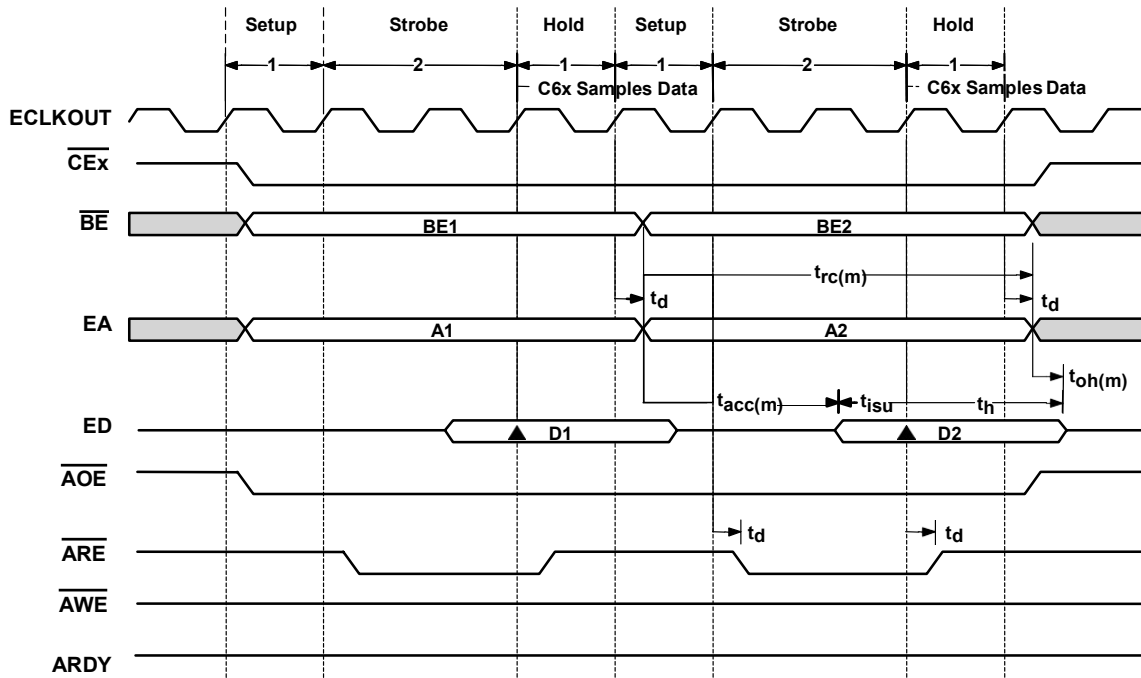 Setup Strobe Hold Setup Strobe Hold
1 2 1 1 2 1
C6x Samples Data C6x Samples Data
ECLKOUT
CEx
BE BE1 BE2
trc(m)
td td
EA A1 A2
toh(m)
tacc(m) tisu th
ED D1 D2
AOE
td td
ARE
AWE
ARDY